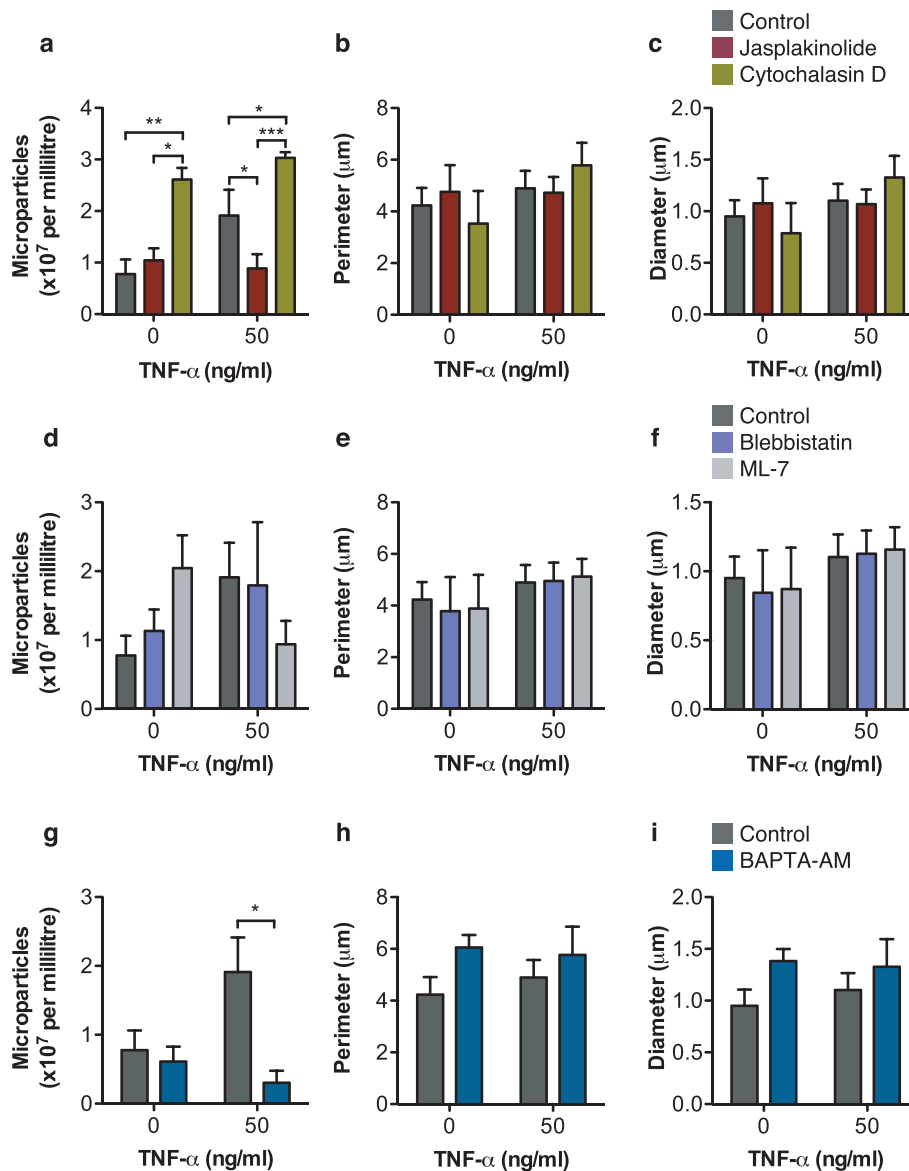 Control
Jasplakinolide
Cytochalasin D
a
b
c
Microparticles
(x10⁷ per millilitre)
4
3
2
1
0
**
*
*
*
***
0
50
TNF-α (ng/ml)
Perimeter (μm)
8
6
4
2
0
0
50
TNF-α (ng/ml)
Diameter (μm)
2.0
1.5
1.0
0.5
0.0
0
50
TNF-α (ng/ml)
Control
Blebbistatin
ML-7
d
e
f
Microparticles
(x10⁷ per millilitre)
3
2
1
0
0
50
TNF-α (ng/ml)
Perimeter (μm)
8
6
4
2
0
0
50
TNF-α (ng/ml)
Diameter (μm)
1.5
1.0
0.5
0.0
0
50
TNF-α (ng/ml)
Control
BAPTA-AM
g
h
i
Microparticles
(x10⁷ per millilitre)
3
2
1
0
*
0
50
TNF-α (ng/ml)
Perimeter (μm)
8
6
4
2
0
0
50
TNF-α (ng/ml)
Diameter (μm)
2.0
1.5
1.0
0.5
0.0
0
50
TNF-α (ng/ml)